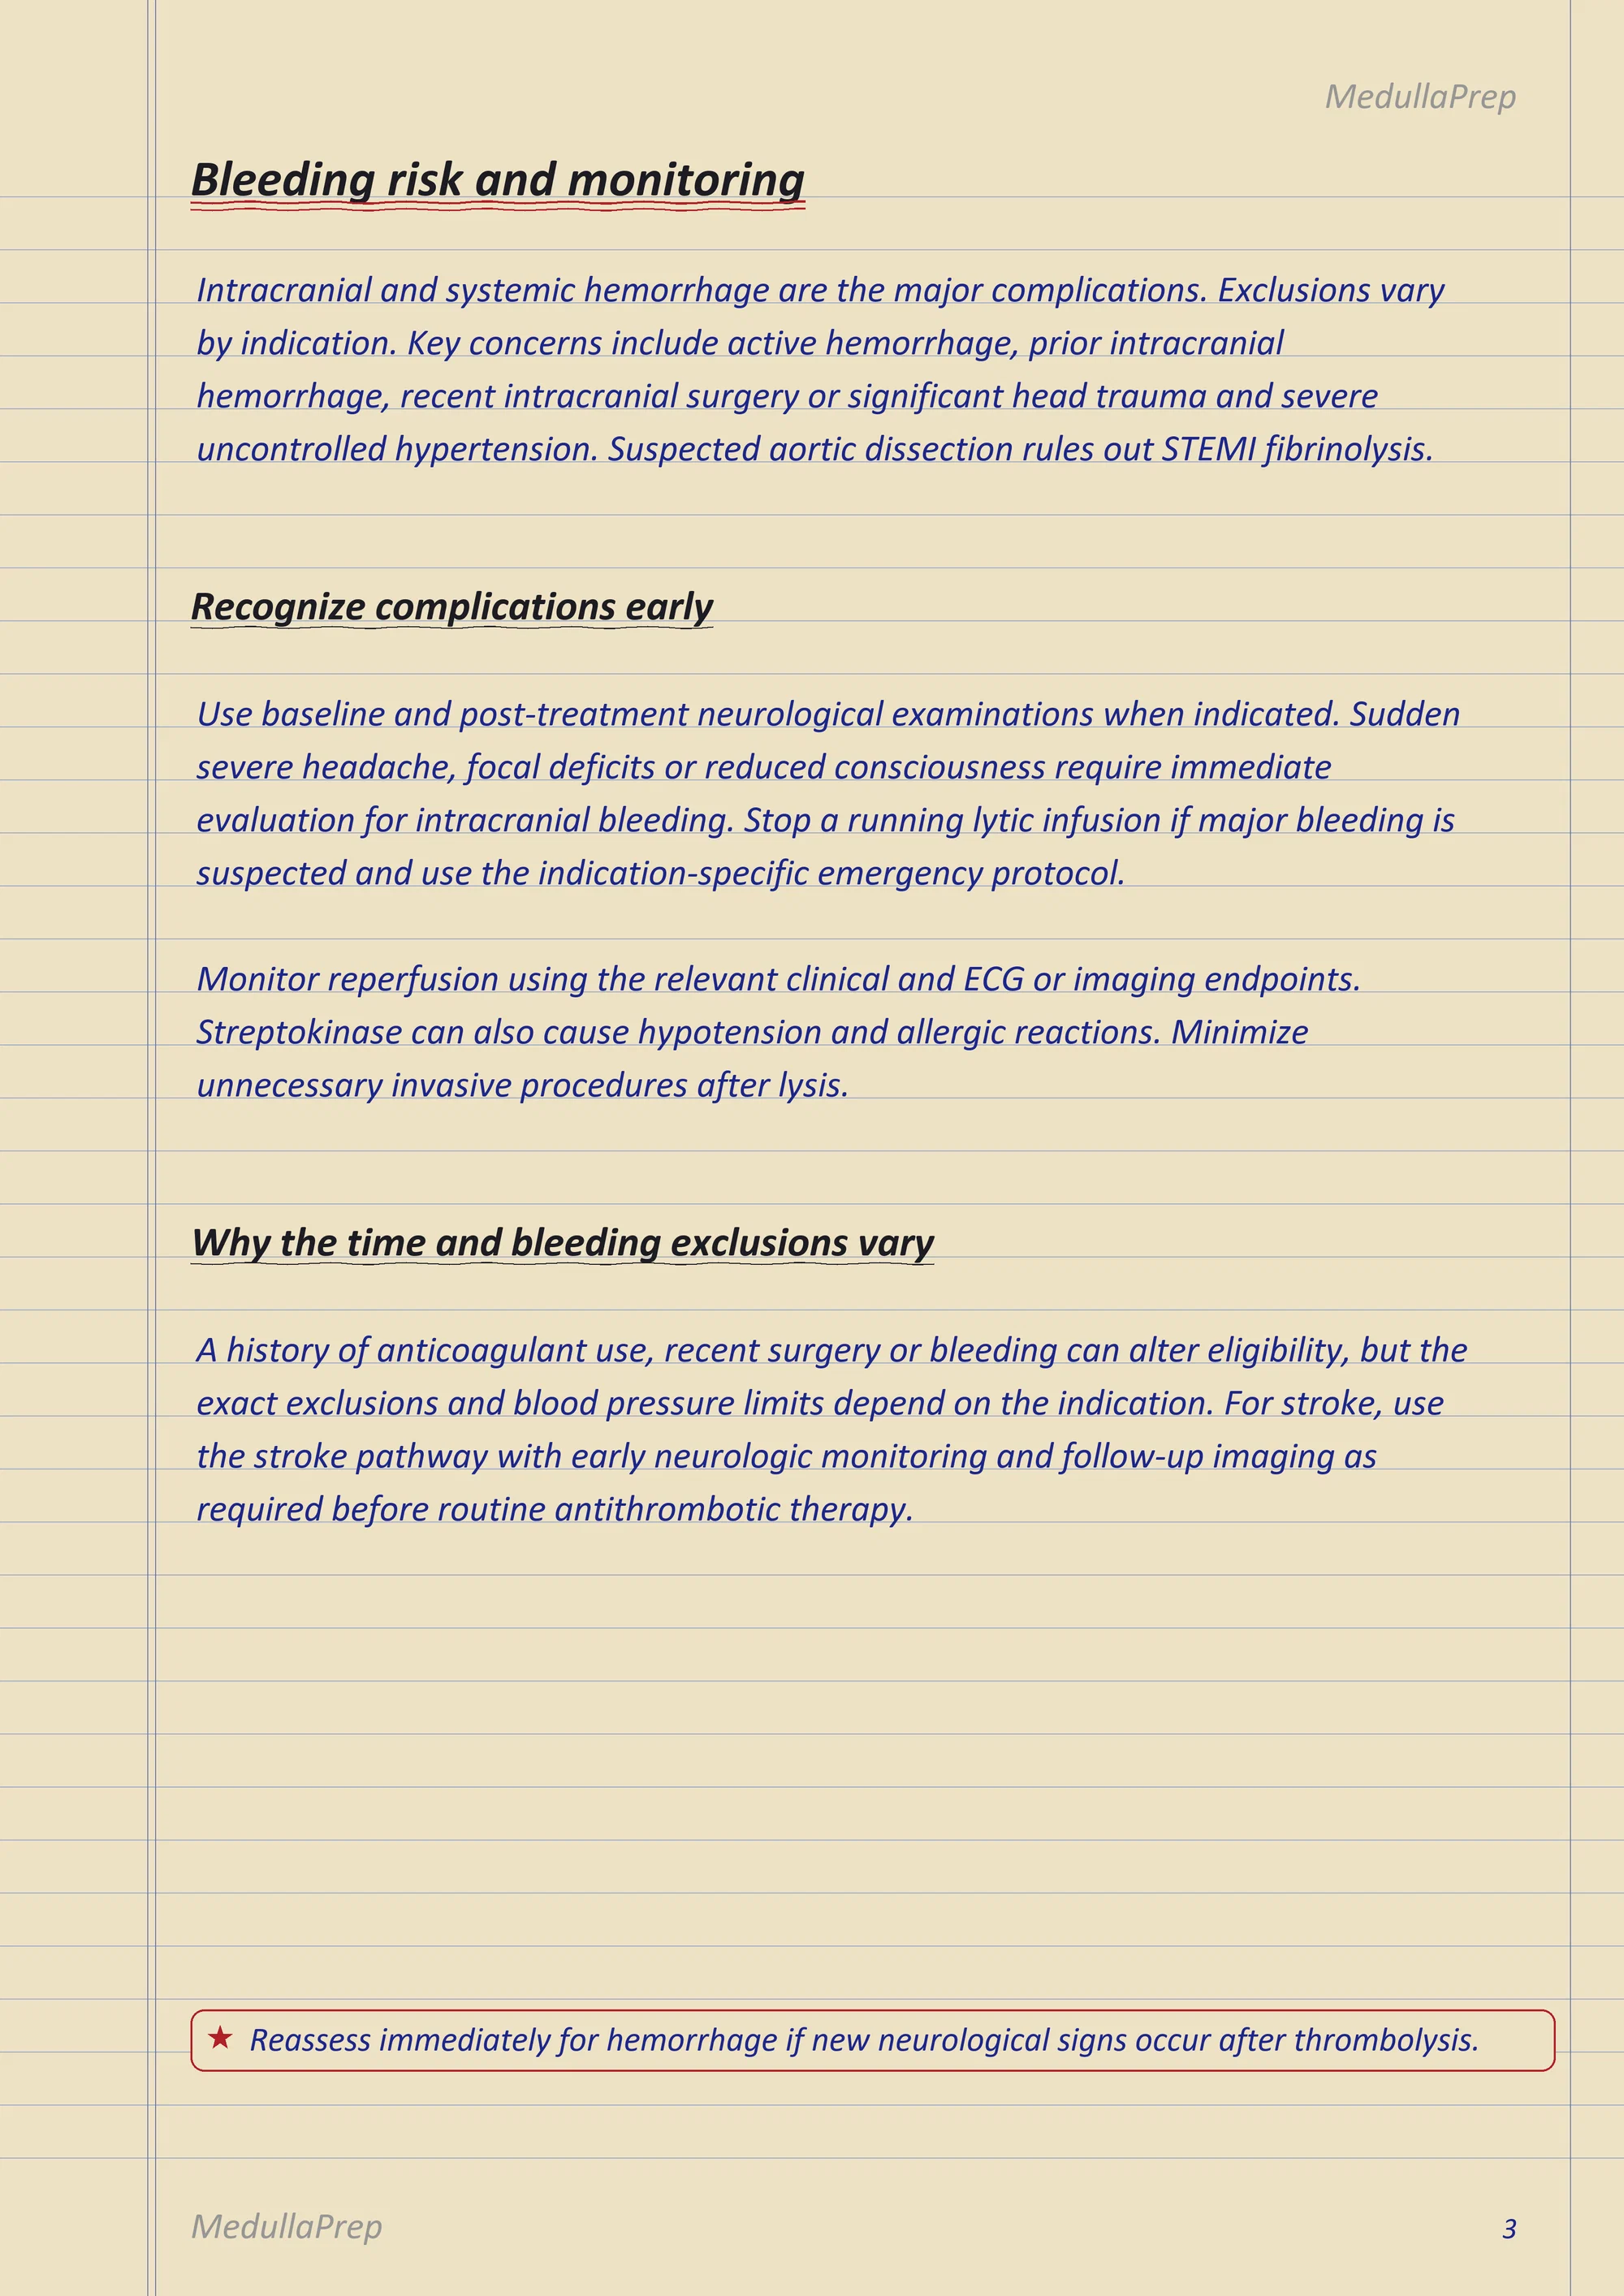 MedullaPrep
Bleeding risk and monitoring
Intracranial and systemic hemorrhage are the major complications. Exclusions vary
by indication. Key concerns include active hemorrhage, prior intracranial
hemorrhage, recent intracranial surgery or significant head trauma and severe
uncontrolled hypertension. Suspected aortic dissection rules out STEMI fibrinolysis.
Recognize complications early
Use baseline and post-treatment neurological examinations when indicated. Sudden
severe headache, focal deficits or reduced consciousness require immediate
evaluation for intracranial bleeding. Stop a running lytic infusion if major bleeding is
suspected and use the indication-specific emergency protocol.
Monitor reperfusion using the relevant clinical and ECG or imaging endpoints.
Streptokinase can also cause hypotension and allergic reactions. Minimize
unnecessary invasive procedures after lysis.
Why the time and bleeding exclusions vary
A history of anticoagulant use, recent surgery or bleeding can alter eligibility, but the
exact exclusions and blood pressure limits depend on the indication. For stroke, use
the stroke pathway with early neurologic monitoring and follow-up imaging as
required before routine antithrombotic therapy.
★ Reassess immediately for hemorrhage if new neurological signs occur after thrombolysis.
MedullaPrep
3